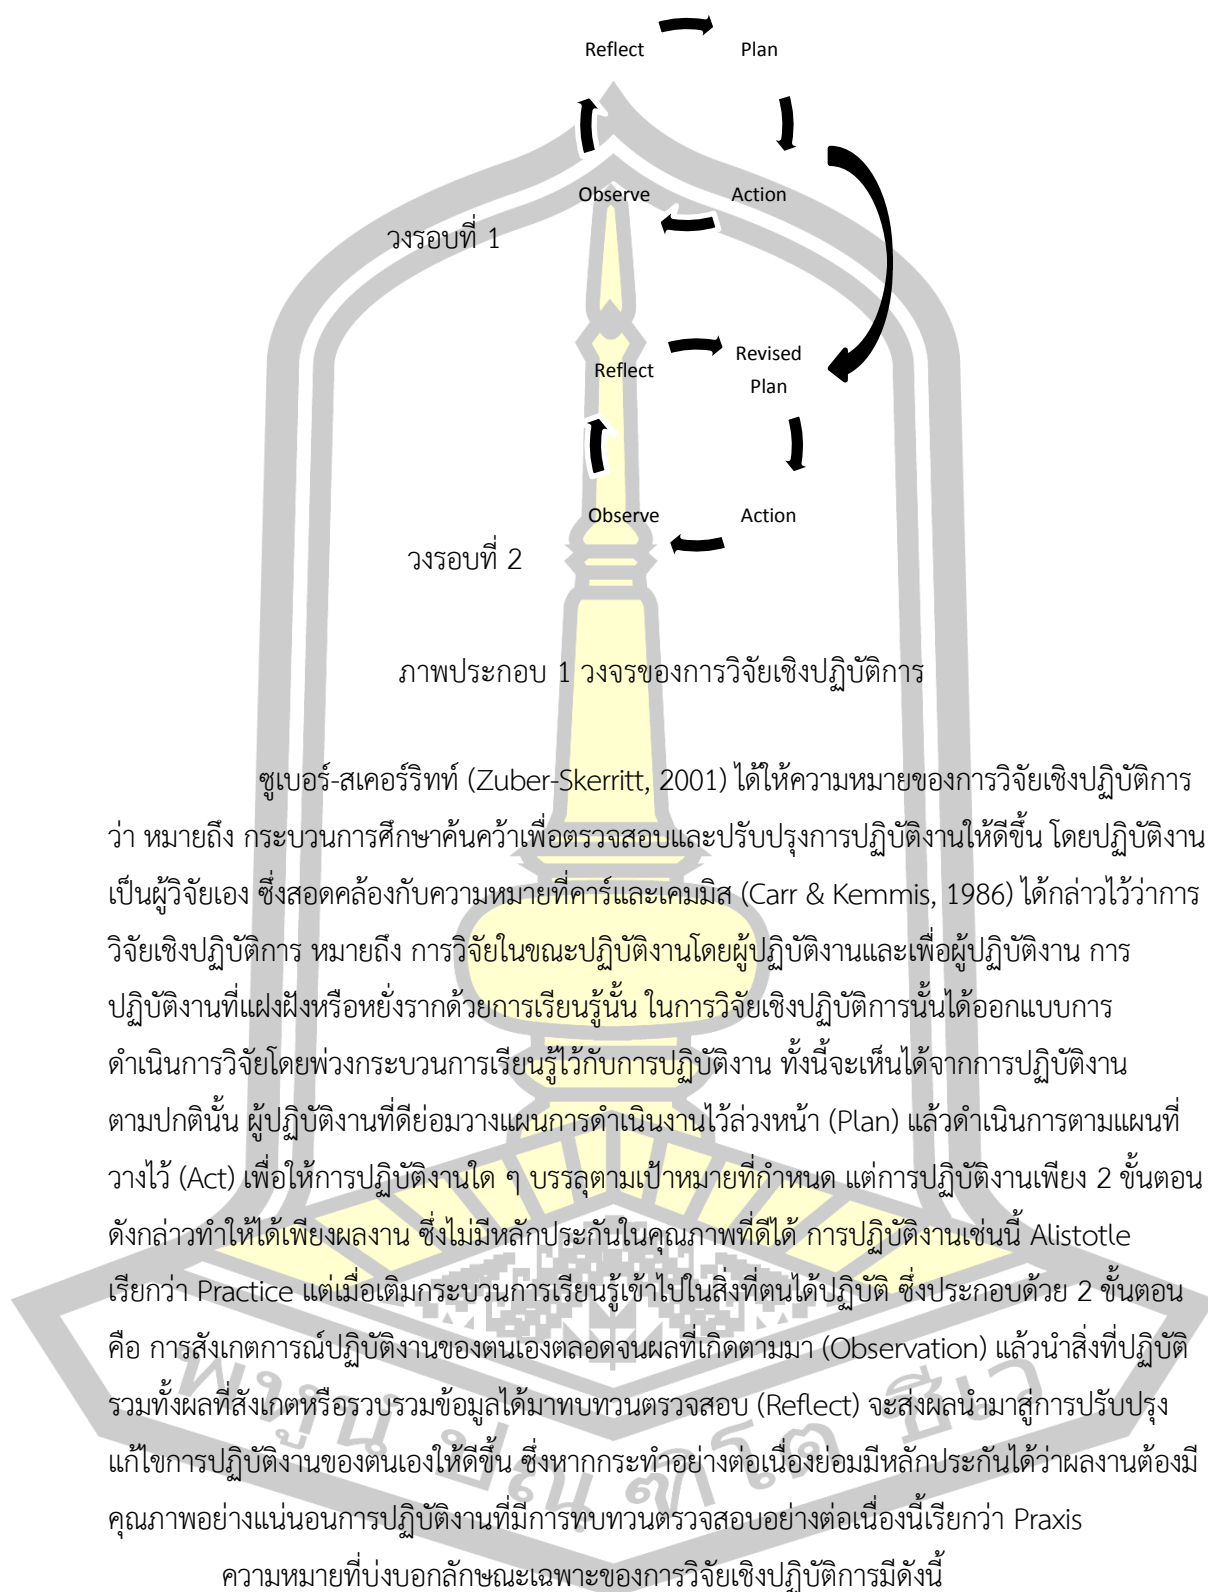 Reflect Plan
Observe Action
วงรอบที่ 1
Reflect Revised
Plan
Observe Action
วงรอบที่ 2
ภาพประกอบ 1 วงจรของการวิจัยเชิงปฏิบัติการ
ซูเบอร์-สเคอร์ริทท์ (Zuber-Skerritt, 2001) ได้ให้ความหมายของการวิจัยเชิงปฏิบัติการ
ว่า หมายถึง กระบวนการศึกษาค้นคว้าเพื่อตรวจสอบและปรับปรุงการปฏิบัติงานให้ดีขึ้น โดยปฏิบัติงาน
เป็นผู้วิจัยเอง ซึ่งสอดคล้องกับความหมายที่คาร์และเคมมิส (Carr & Kemmis, 1986) ได้กล่าวไว้ว่าการ
วิจัยเชิงปฏิบัติการ หมายถึง การวิจัยในขณะปฏิบัติงานโดยผู้ปฏิบัติงานและเพื่อผู้ปฏิบัติงาน การ
ปฏิบัติงานที่แฝงฝังหรือหยั่งรากด้วยการเรียนรู้นั้น ในการวิจัยเชิงปฏิบัติการนั้นได้ออกแบบการ
ดำเนินการวิจัยโดยพ่วงกระบวนการเรียนรู้ไว้กับการปฏิบัติงาน ทั้งนี้จะเห็นได้จากการปฏิบัติงาน
ตามปกตินั้น ผู้ปฏิบัติงานที่ดีย่อมวางแผนการดำเนินงานไว้ล่วงหน้า (Plan) แล้วดำเนินการตามแผนที่
วางไว้ (Act) เพื่อให้การปฏิบัติงานใด ๆ บรรลุตามเป้าหมายที่กำหนด แต่การปฏิบัติงานเพียง 2 ขั้นตอน
ดังกล่าวทำให้ได้เพียงผลงาน ซึ่งไม่มีหลักประกันในคุณภาพที่ดีได้ การปฏิบัติงานเช่นนี้ Alistotle
เรียกว่า Practice แต่เมื่อเติมกระบวนการเรียนรู้เข้าไปในสิ่งที่ตนได้ปฏิบัติ ซึ่งประกอบด้วย 2 ขั้นตอน
คือ การสังเกตการณ์ปฏิบัติงานของตนเองตลอดจนผลที่เกิดตามมา (Observation) แล้วนำสิ่งที่ปฏิบัติ
รวมทั้งผลที่สังเกตหรือรวบรวมข้อมูลได้มาทบทวนตรวจสอบ (Reflect) จะส่งผลนำมาสู่การปรับปรุง
แก้ไขการปฏิบัติงานของตนเองให้ดีขึ้น ซึ่งหากกระทำอย่างต่อเนื่องย่อมมีหลักประกันได้ว่าผลงานต้องมี
คุณภาพอย่างแน่นอนการปฏิบัติงานที่มีการทบทวนตรวจสอบอย่างต่อเนื่องนี้เรียกว่า Praxis
ความหมายที่บ่งบอกลักษณะเฉพาะของการวิจัยเชิงปฏิบัติการมีดังนี้
พหูน ปณฺฑิโต ชีเว